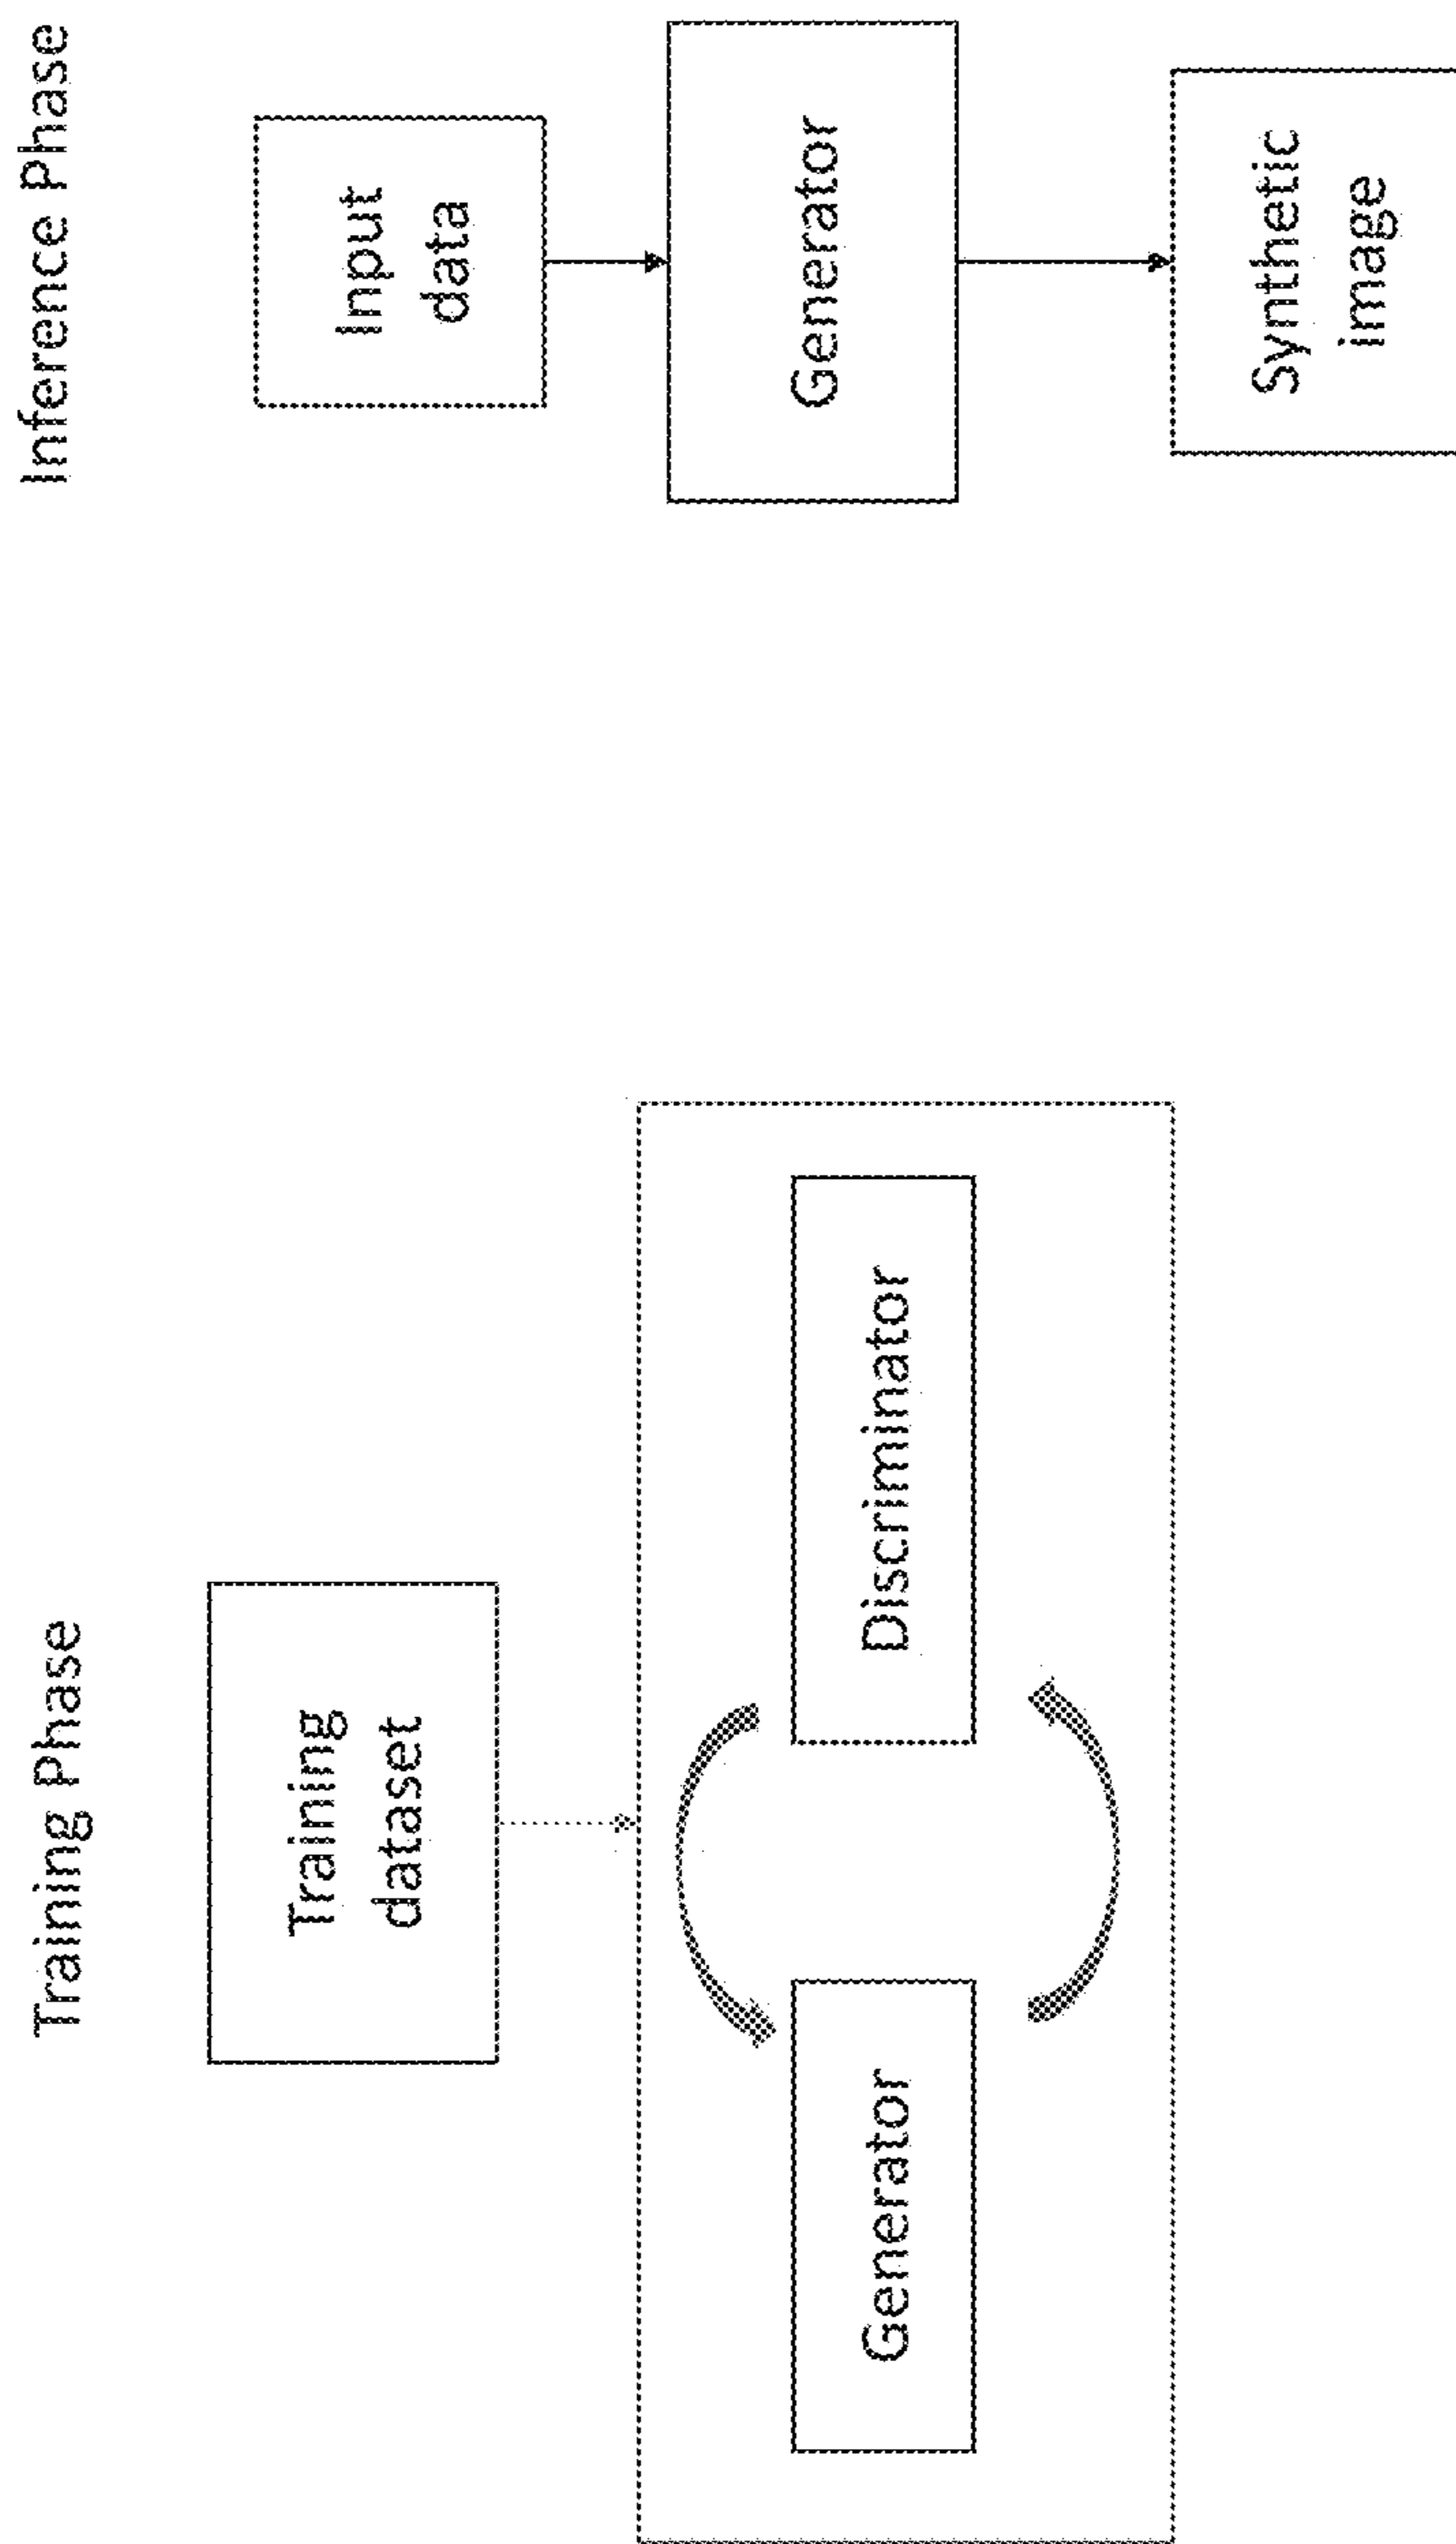 Training Phase
Training
dataset
Generator
Discriminator
Inference Phase
Input
data
Generator
Synthetic
image